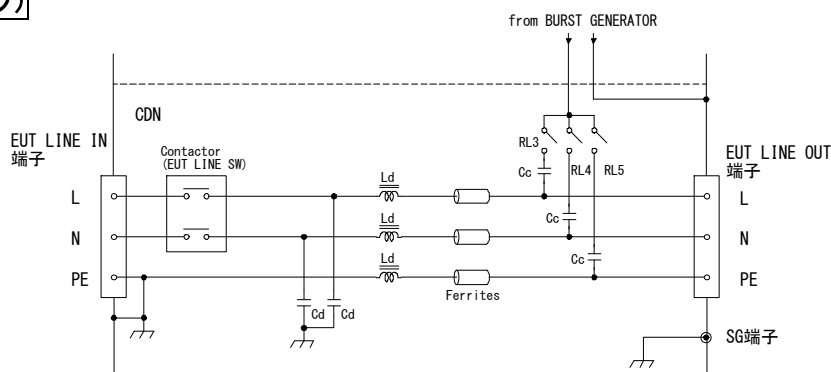 from BURST GENERATOR
CDN
EUT LINE IN
端子
Contactor
(EUT LINE SW)
RL3
RL4
RL5
EUT LINE OUT
端子
Ld
Cc
L
L
Ld
Cc
N
N
Ld
Cc
PE
PE
Ferrites
Cd
Cd
SG端子